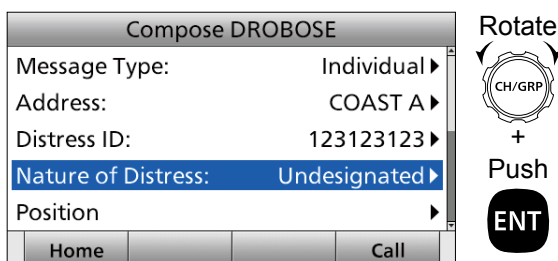 Compose DROBOSE
Message Type: Individual
Address: COAST A
Distress ID: 123123123
Nature of Distress: Undesignated
Position
Home Call
Rotate
CH/GRP
+
Push
ENT